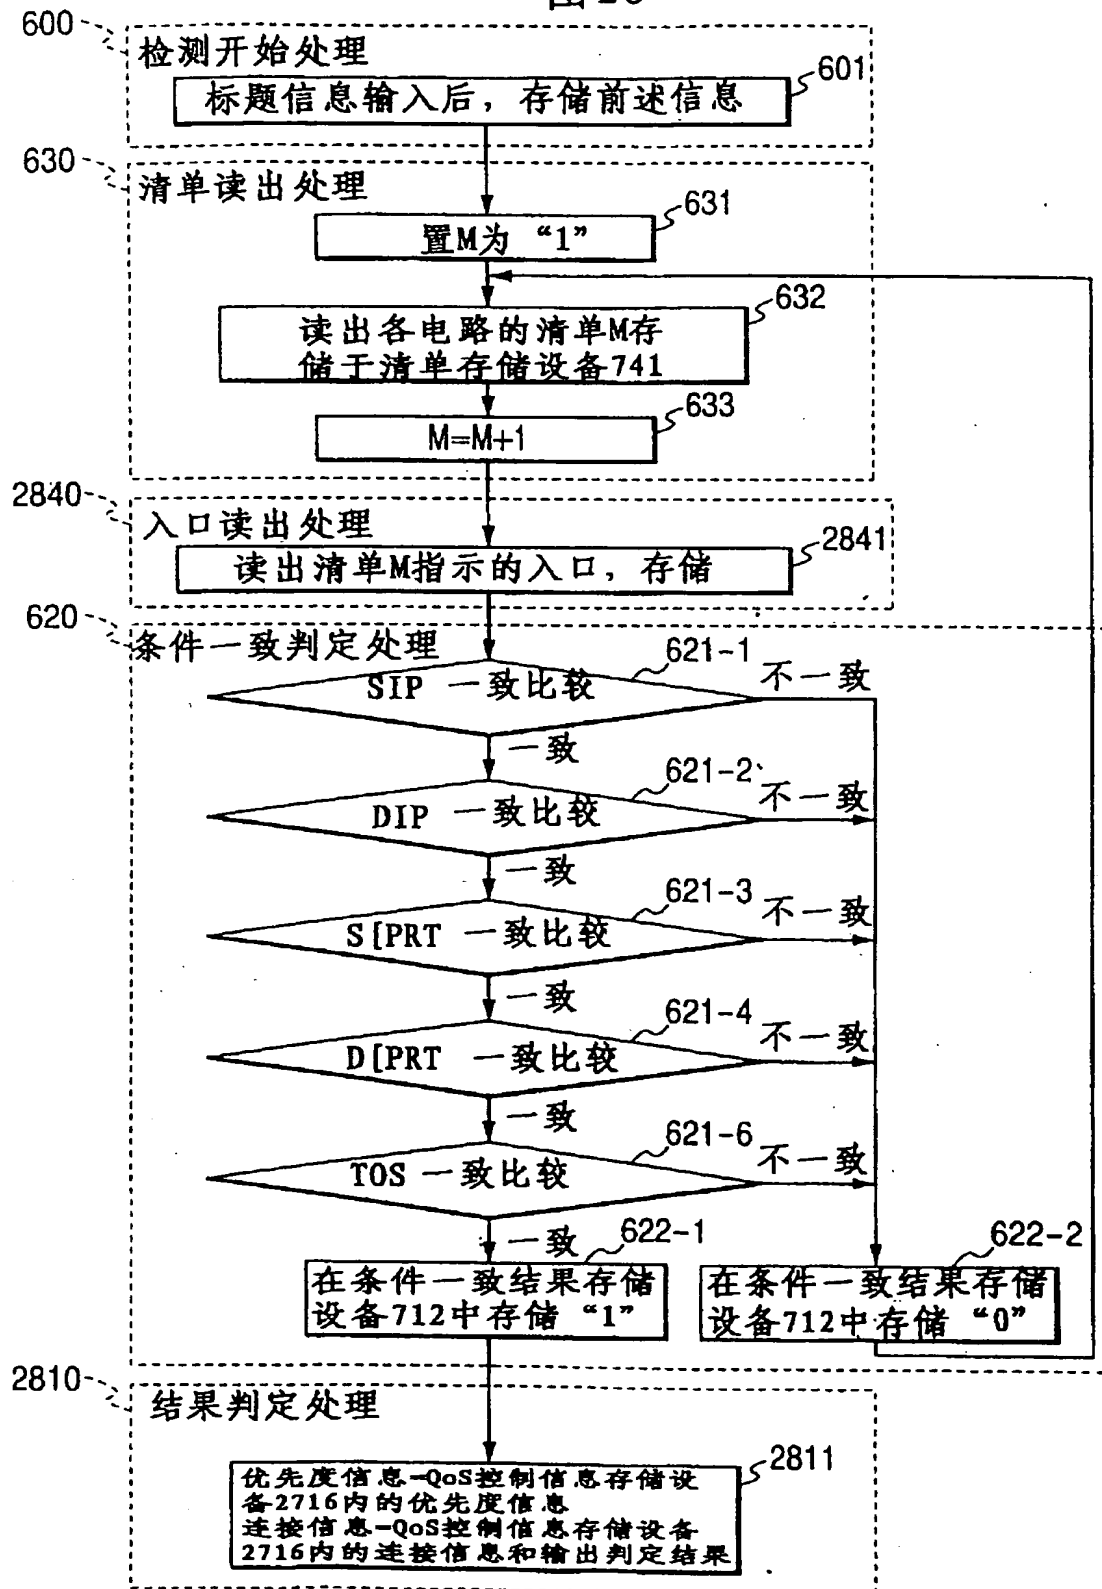 600
检测开始处理
601
标题信息输入后，存储前述信息
630
清单读出处理
631
置M为 “1”
632
读出各电路的清单M存
储于清单存储设备741
633
M=M+1
2840
入口读出处理
2841
读出清单M指示的入口，存储
620
条件一致判定处理
621-1
SIP 一致比较
不一致
一致
621-2
DIP 一致比较
不一致
一致
621-3
S[PRT 一致比较
不一致
一致
621-4
D[PRT 一致比较
不一致
一致
621-6
TOS 一致比较
不一致
一致
622-1
在条件一致结果存储
设备712中存储 “1”
622-2
在条件一致结果存储
设备712中存储 “0”
2810
结果判定处理
2811
优先度信息-QoS控制信息存储设
备2716内的优先度信息
连接信息-QoS控制信息存储设备
2716内的连接信息和输出判定结果